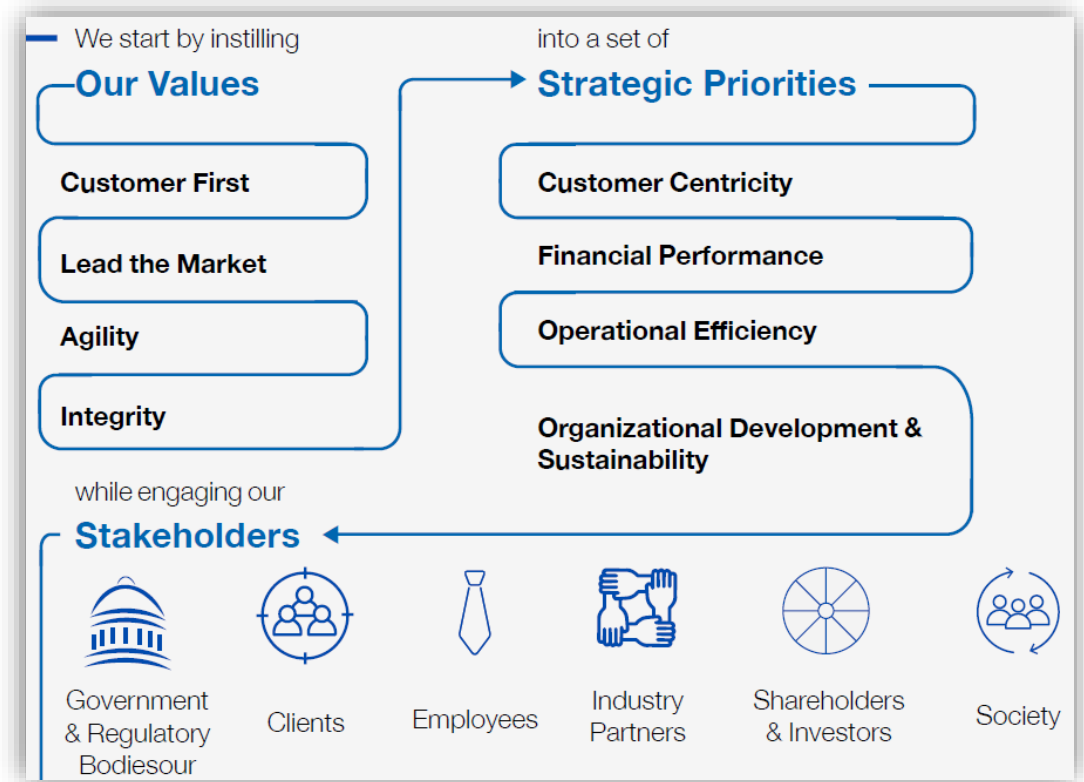 We start by instilling
Our Values
Customer First
Lead the Market
Agility
Integrity
into a set of
Strategic Priorities
Customer Centricity
Financial Performance
Operational Efficiency
Organizational Development &
Sustainability
while engaging our
Stakeholders
Government
& Regulatory
Bodiesour
Clients
Employees
Industry
Partners
Shareholders
& Investors
Society